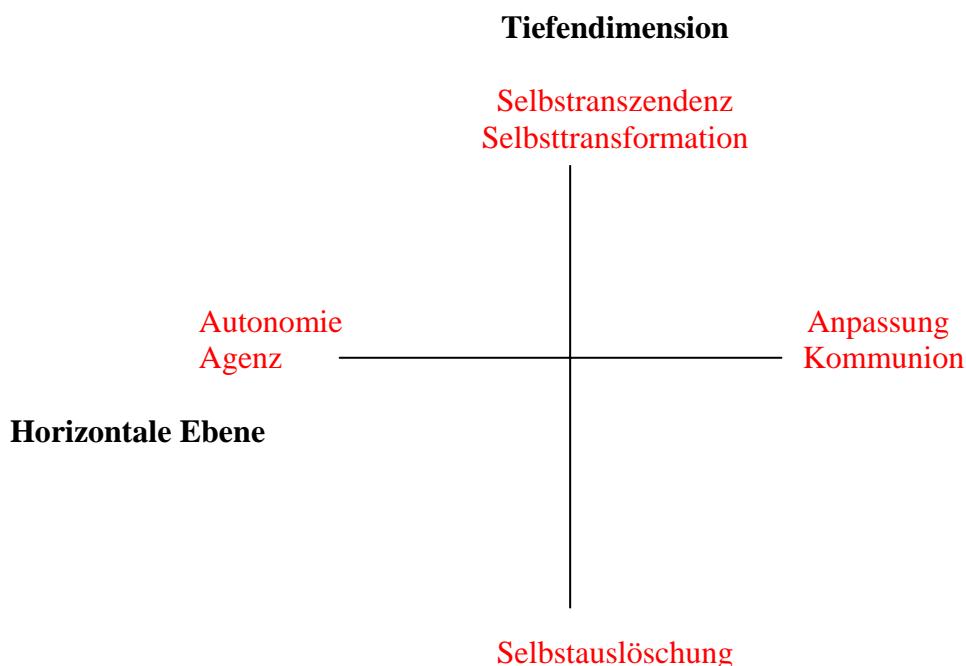 Tiefendimension
Selbstranszendenz
Selbsttransformation
Autonomie
Agenz
Anpassung
Kommunion
Horizontale Ebene
Selbstauslöschung